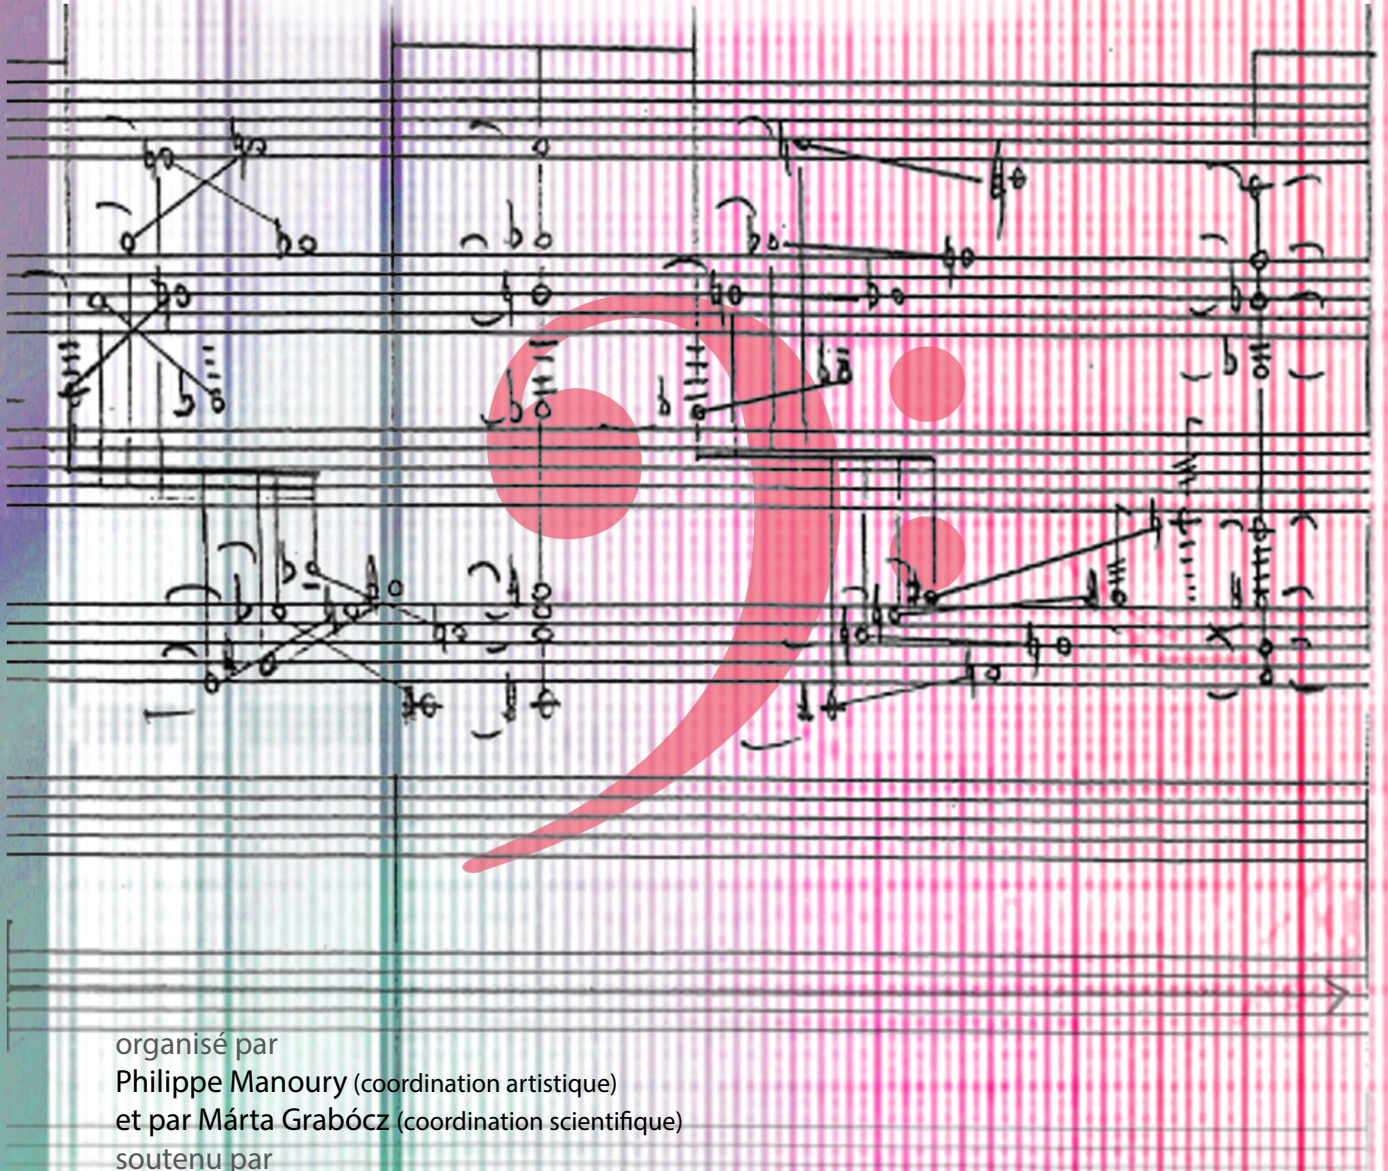 organisé par
Philippe Manoury (coordination artistique)
et par Márta Grabócz (coordination scientifique)
soutenu par